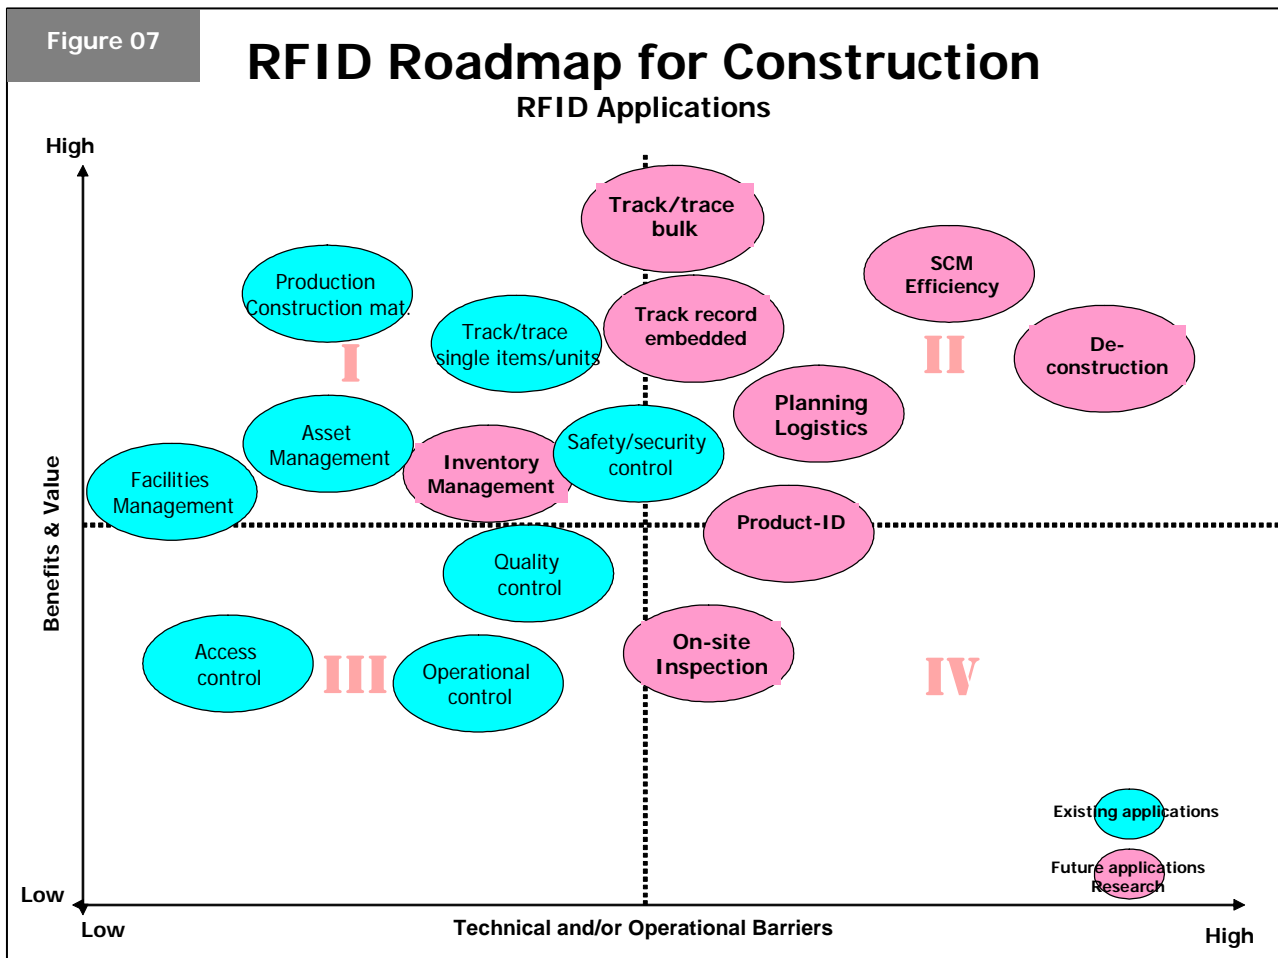 Figure 07
RFID Roadmap for Construction
RFID Applications
High
Track/trace
bulk
SCM
Efficiency
Production
Construction mat.
Track record
embedded
Track/trace
single items/units
I
II
De-
construction
Planning
Logistics
Asset
Management
Safety/security
control
Inventory
Management
Facilities
Management
Product-ID
Benefits & Value
Quality
control
On-site
Inspection
Access
control
III
Operational
control
IV
Existing applications
Future applications
Research
Low
Low
Technical and/or Operational Barriers
High